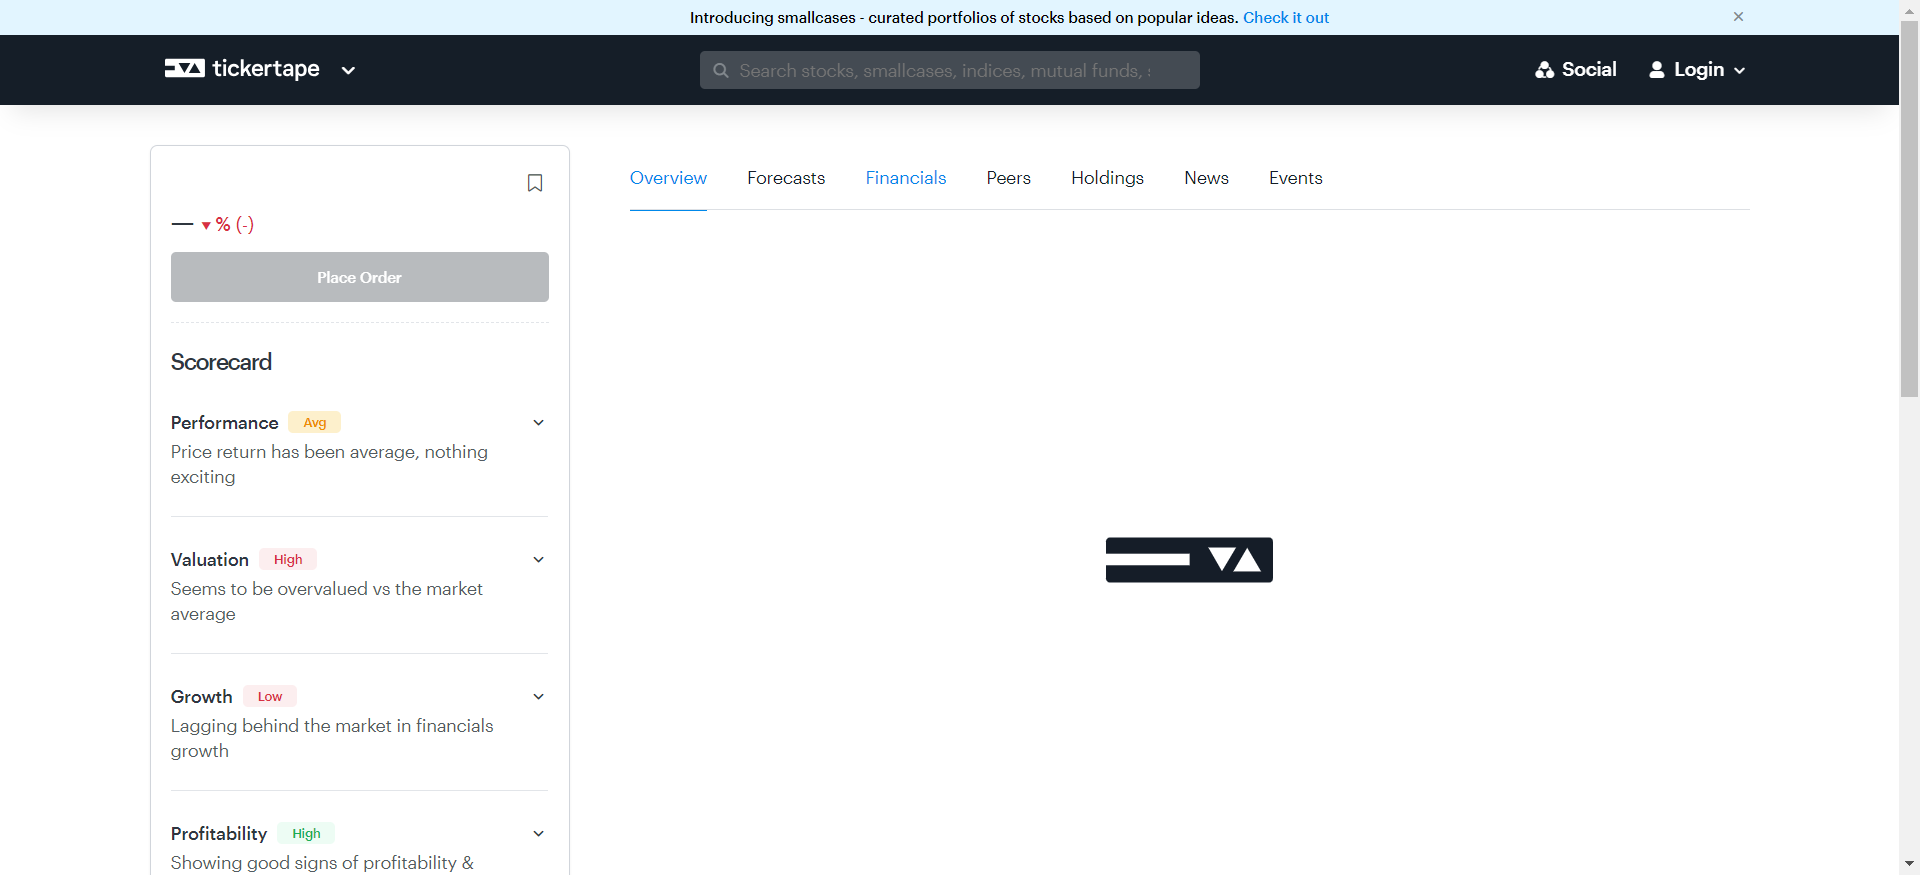 Introducing smallcases - curated portfolios of stocks based on popular ideas. Check it out
tickertape
Search stocks, smallcases, indices, mutual funds,
Social
Login
— ▾ % (-)
Place Order
Scorecard
Performance Avg
Price return has been average, nothing
exciting
Valuation High
Seems to be overvalued vs the market
average
Growth Low
Lagging behind the market in financials
growth
Profitability High
Showing good signs of profitability &
Overview Forecasts Financials Peers Holdings News Events